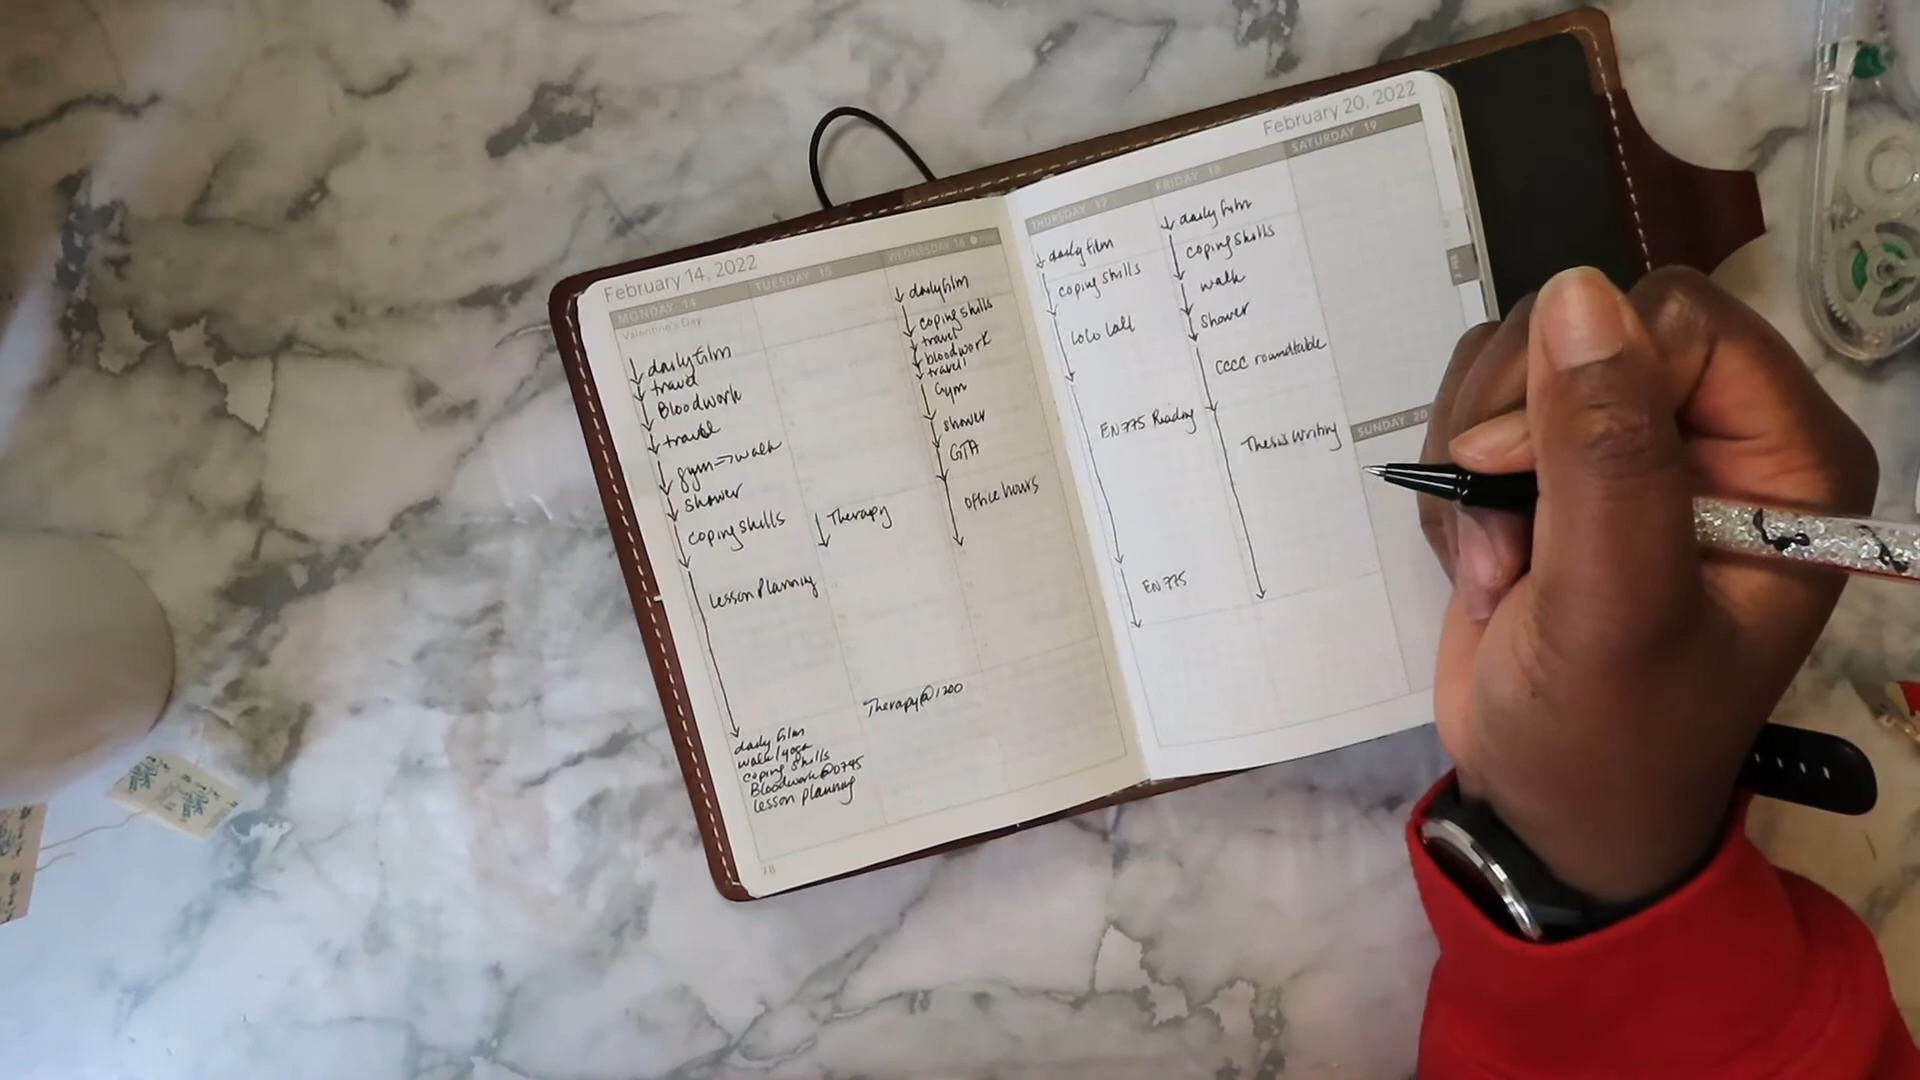 February 14, 2022
MONDAY 14
Valentine's Day
daily film
travel
Bloodwork
travel
gym → walk
shower
coping skills
lesson planning
daily film
walk/yoga
coping skills
Bloodwork@0745
lesson planning
78
TUESDAY 15
Therapy
Therapy@1200
WEDNESDAY 16
daily film
coping skills
travel
bloodwork
travel
Gym
shower
GTA
office hours
February 20, 2022
THURSDAY 17
daily film
coping skills
EN 775 Reading
EN 775
FRIDAY 18
daily film
coping skills
walk
shower
CCCC roundtable
Thesis Writing
SATURDAY 19
SUNDAY 20